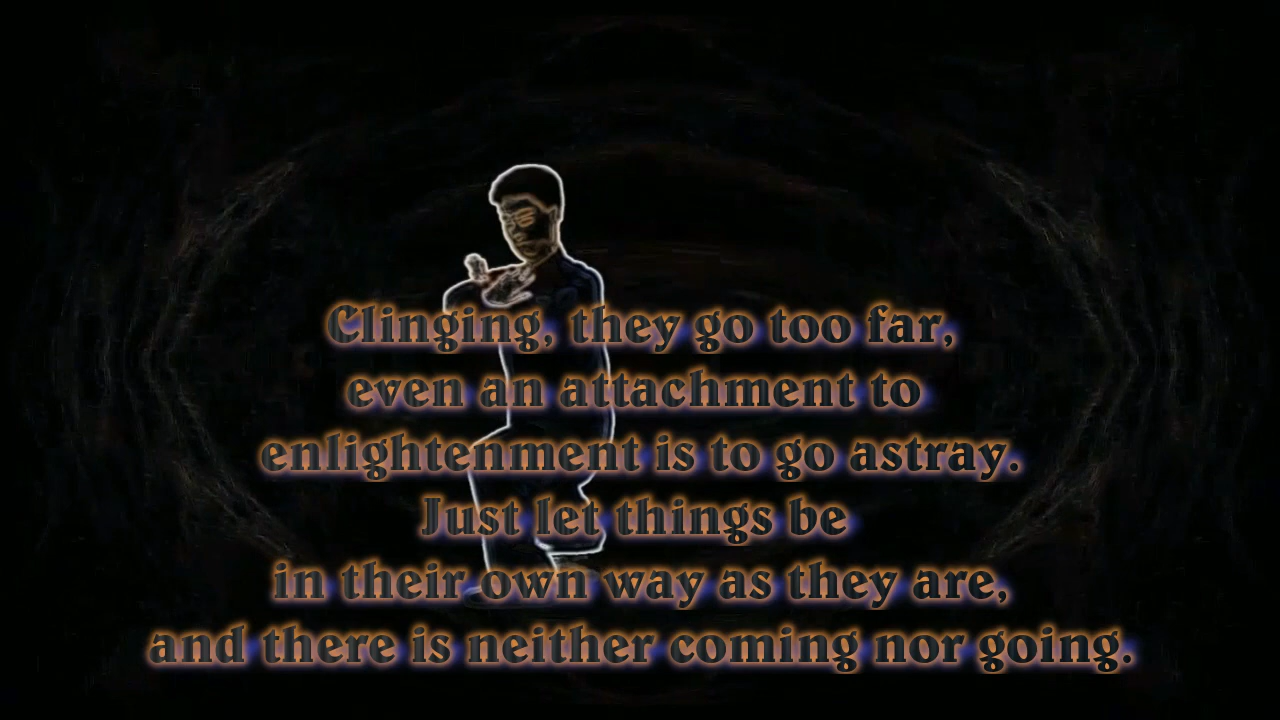 Clinging, they go too far,
even an attachment to
enlightenment is to go astray.
Just let things be
in their own way as they are,
and there is neither coming nor going.